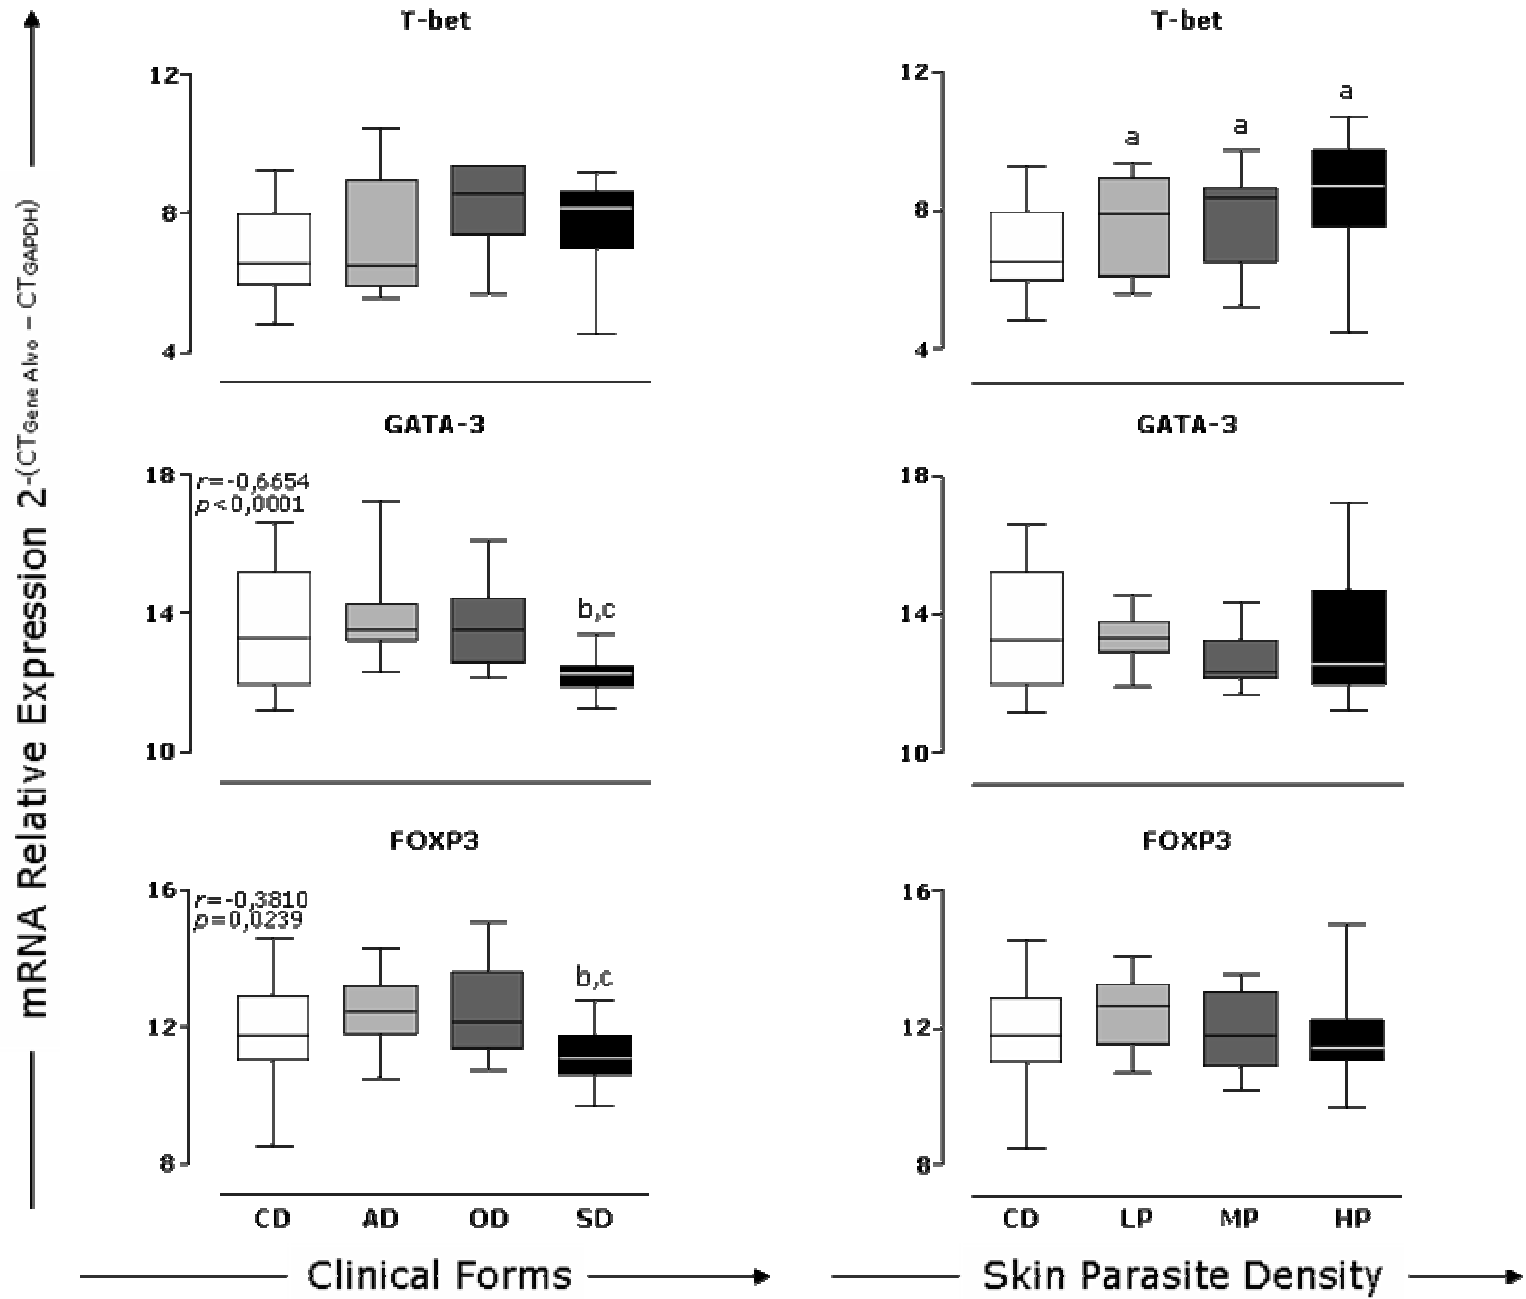 mRNA Relative Expression 2-(CTGene Alvo – CTGAPDH)
T-bet
12
8
4
T-bet
12
8
4
a
a
a
GATA-3
18
14
10
r=-0,6654
p<0,0001
b,c
GATA-3
18
14
10
FOXP3
16
12
8
r=-0,3810
p=0,0239
b,c
CD AD OD SD
FOXP3
16
12
8
CD LP MP HP
Clinical Forms
Skin Parasite Density